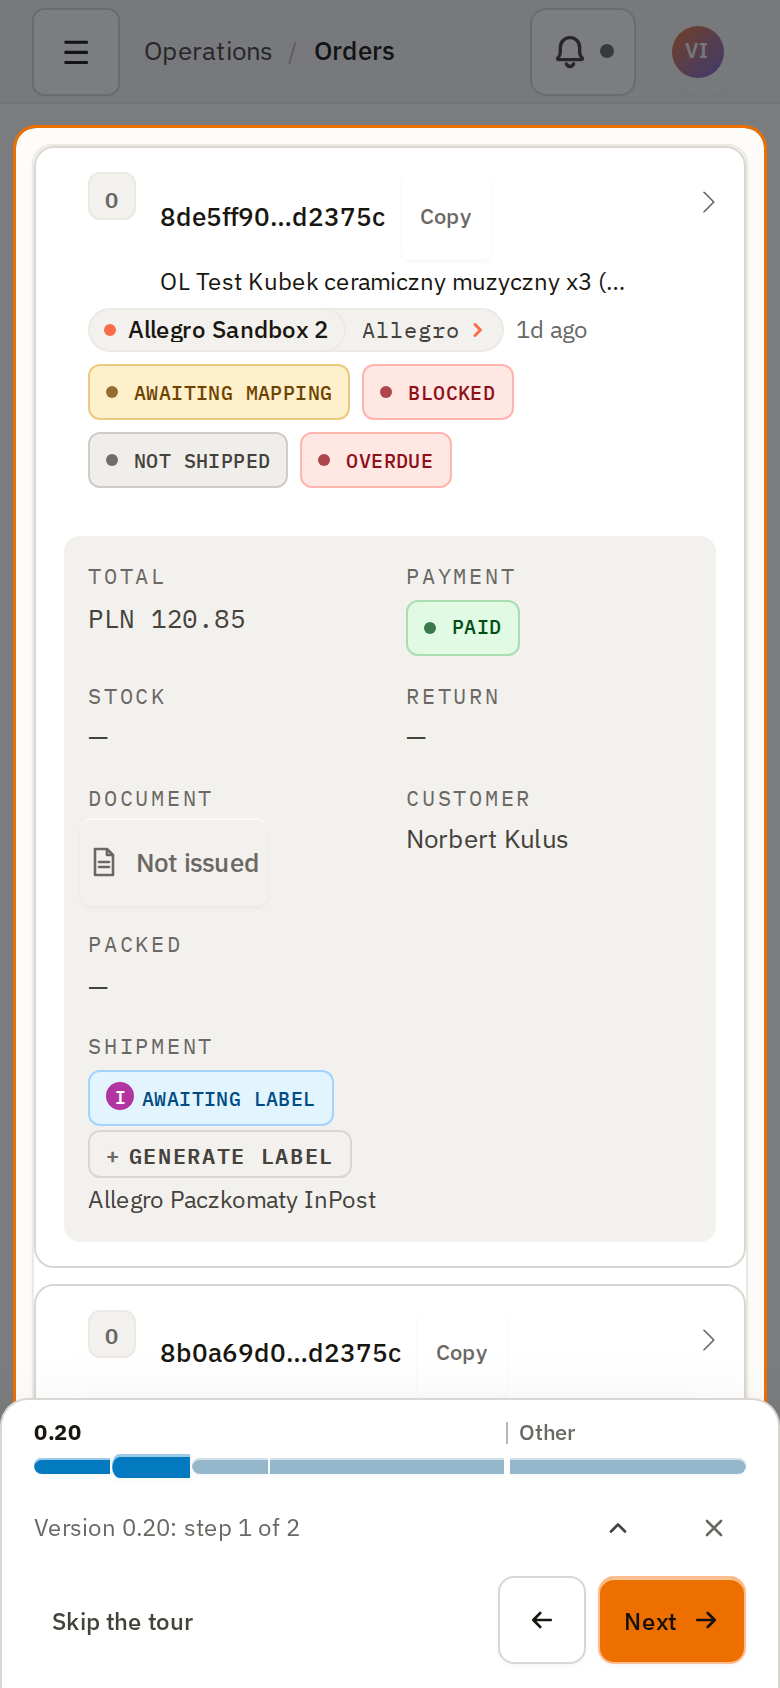 Operations / Orders
VI
O
8de5ff90...d2375c Copy
OL Test Kubek ceramiczny muzyczny x3 (...
Allegro Sandbox 2 Allegro 1d ago
AWAITING MAPPING BLOCKED
NOT SHIPPED OVERDUE
TOTAL PAYMENT
PLN 120.85 PAID
STOCK RETURN
— —
DOCUMENT CUSTOMER
Not issued Norbert Kulus
PACKED
—
SHIPMENT
I AWAITING LABEL
+ GENERATE LABEL
Allegro Paczkomaty InPost
O
8b0a69d0...d2375c Copy
0.20 Other
Version 0.20: step 1 of 2
Skip the tour Next